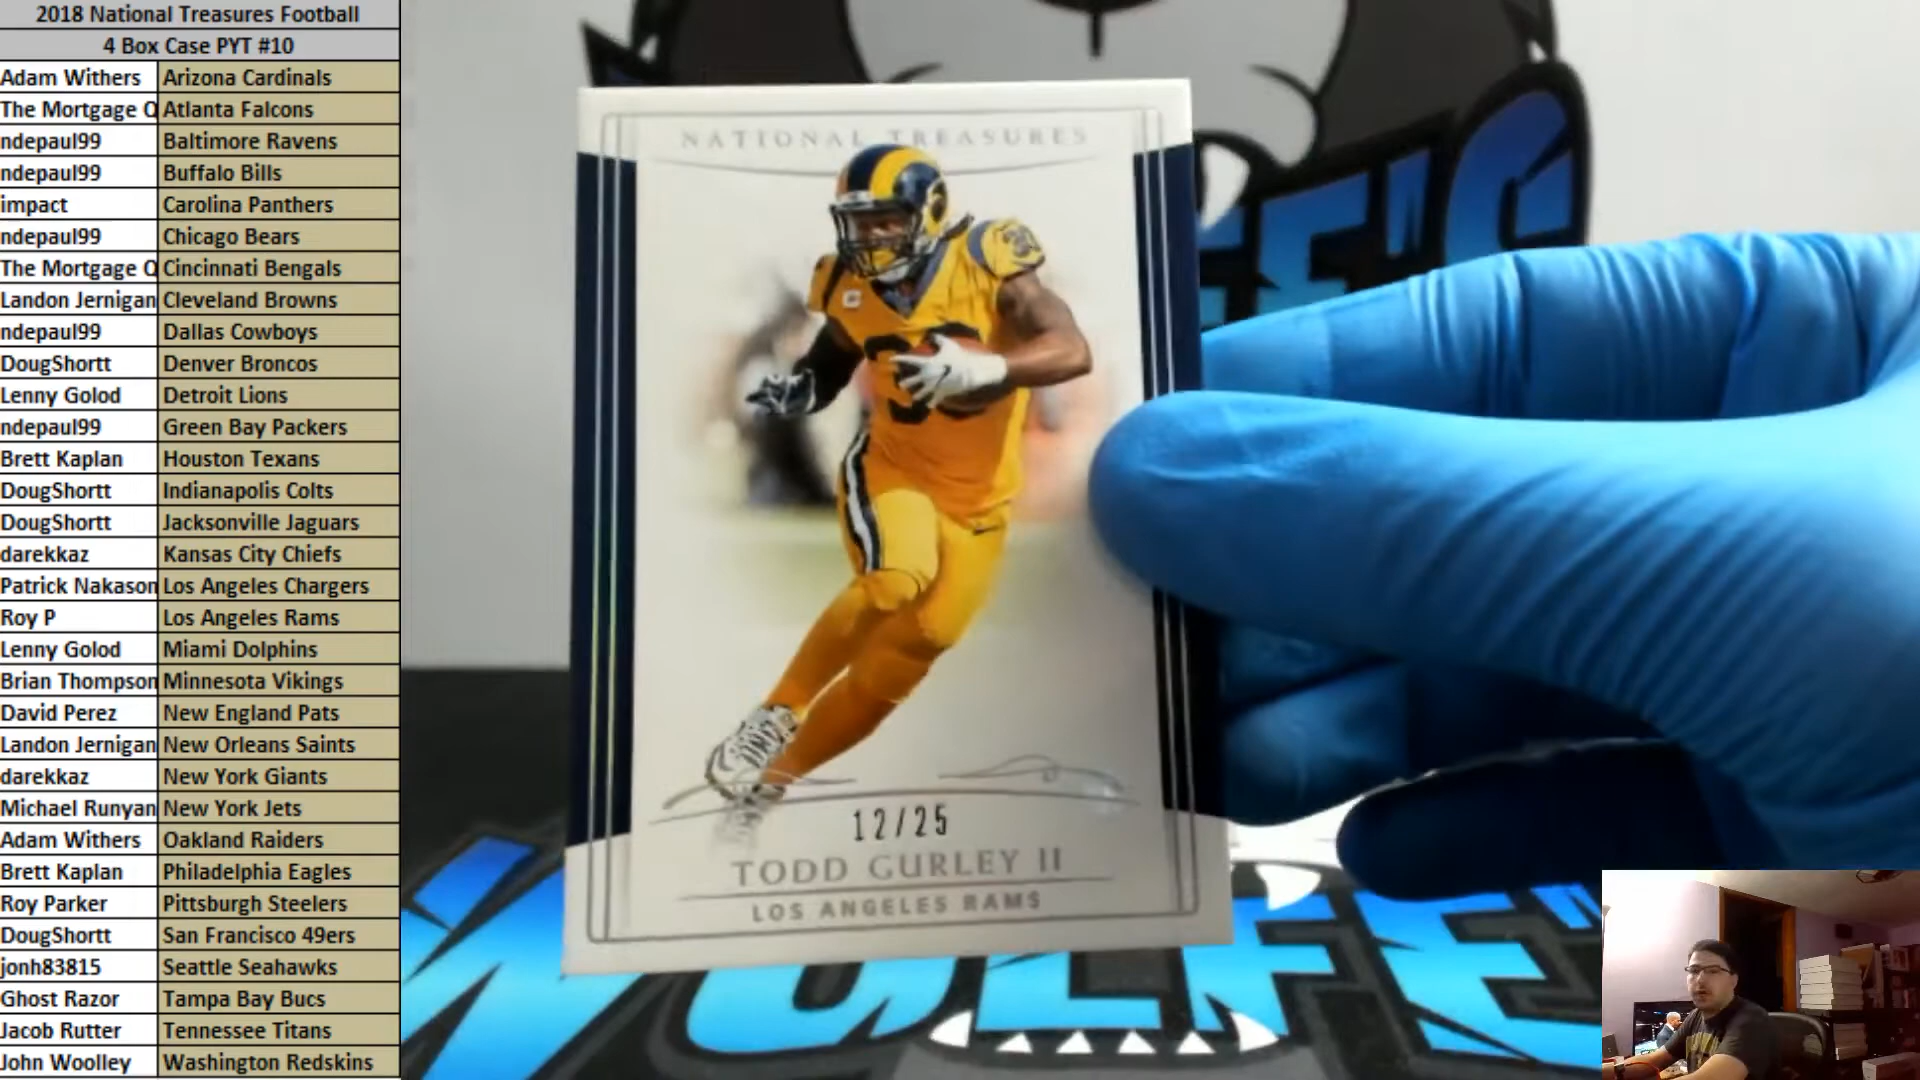 2018 National Treasures Football
4 Box Case PYT #10
Adam Withers Arizona Cardinals
The Mortgage Q Atlanta Falcons
ndepaul99 Baltimore Ravens
ndepaul99 Buffalo Bills
impact Carolina Panthers
ndepaul99 Chicago Bears
The Mortgage Q Cincinnati Bengals
Landon Jernigan Cleveland Browns
ndepaul99 Dallas Cowboys
DougShortt Denver Broncos
Lenny Golod Detroit Lions
ndepaul99 Green Bay Packers
Brett Kaplan Houston Texans
DougShortt Indianapolis Colts
DougShortt Jacksonville Jaguars
darekkaz Kansas City Chiefs
Patrick Nakason Los Angeles Chargers
Roy P Los Angeles Rams
Lenny Golod Miami Dolphins
Brian Thompson Minnesota Vikings
David Perez New England Pats
Landon Jernigan New Orleans Saints
darekkaz New York Giants
Michael Runyan New York Jets
Adam Withers Oakland Raiders
Brett Kaplan Philadelphia Eagles
Roy Parker Pittsburgh Steelers
DougShortt San Francisco 49ers
jonh83815 Seattle Seahawks
Ghost Razor Tampa Bay Bucs
Jacob Rutter Tennessee Titans
John Woolley Washington Redskins
NATIONAL TREASURES
12/25
TODD GURLEY II
LOS ANGELES RAMS